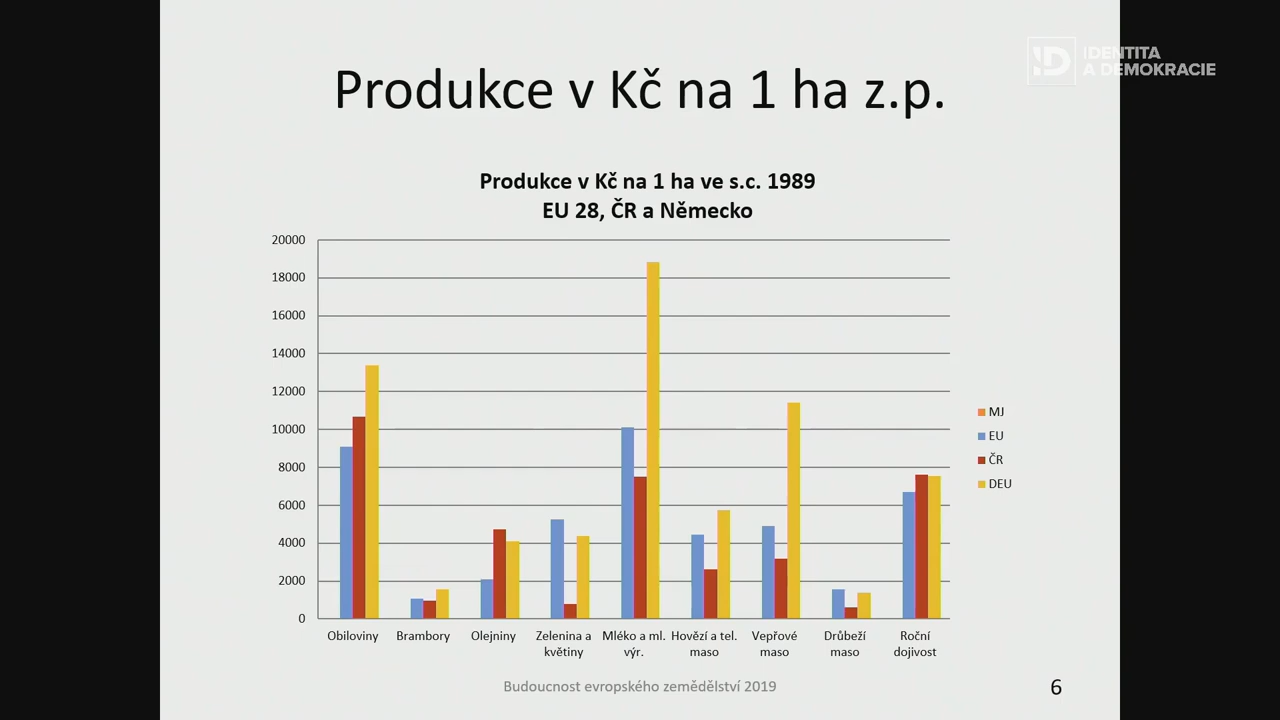 IDENTITA
A DEMOKRACIE
Produkce v Kč na 1 ha z.p.
Produkce v Kč na 1 ha ve s.c. 1989
EU 28, ČR a Německo
20000
18000
16000
14000
12000
10000
8000
6000
4000
2000
0
MJ
EU
ČR
DEU
Obiloviny
Brambory
Olejniny
Zelenina a
květiny
Mléko a ml.
výr.
Hovězí a tel.
maso
Vepřové
maso
Drůbeží
maso
Roční
dojivost
Budoucnost evropského zemědělství 2019
6